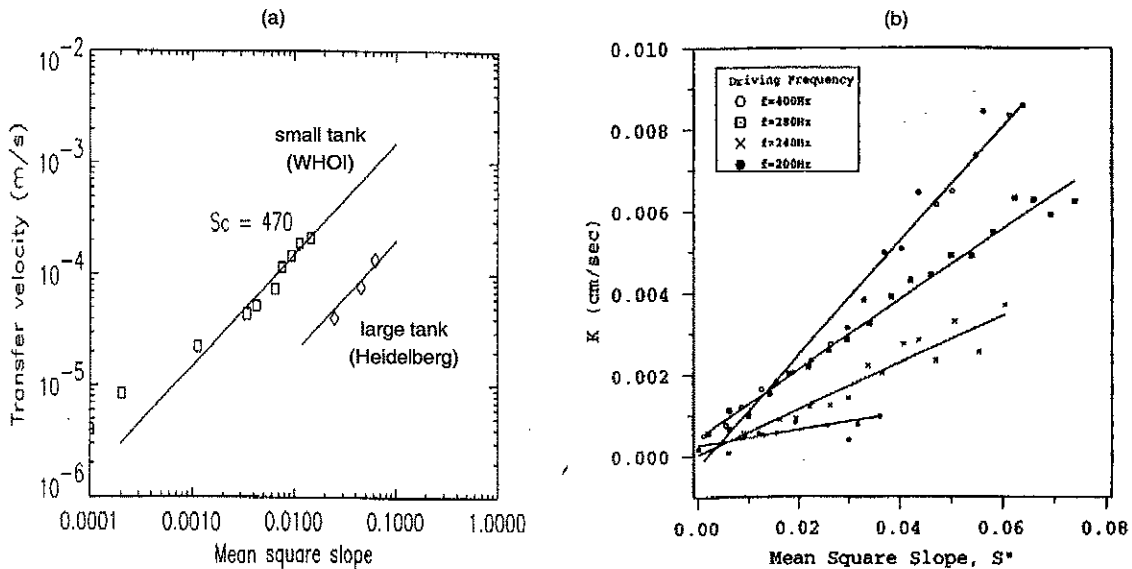 (a)
10-2
10-3
10-4
10-5
10-6
Transfer velocity (m/s)
small tank
(WHOI)
Sc = 470
large tank
(Heidelberg)
0.0001
0.0010
0.0100
0.1000
1.0000
Mean square slope
(b)
0.010
0.008
0.006
0.004
0.002
0.000
K (cm/sec)
Driving Frequency
f=400Hz
f=280Hz
f=240Hz
f=200Hz
0.00
0.02
0.04
0.06
0.08
Mean Square Slope, S*